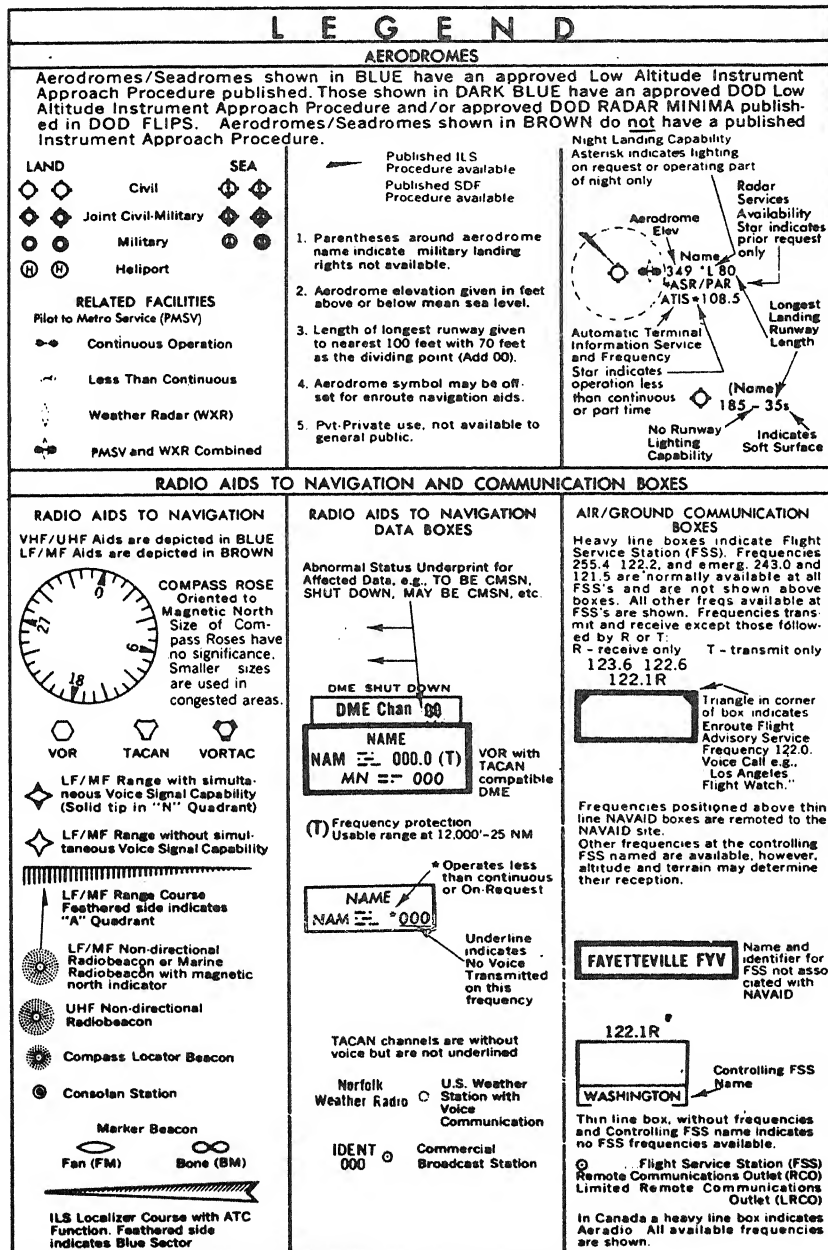 LEGEND
AERODROMES
Aerodromes/Seadromes shown in BLUE have an approved Low Altitude Instrument
Approach Procedure published. Those shown in DARK BLUE have an approved DOD Low
Altitude Instrument Approach Procedure and/or approved DOD RADAR MINIMA publish-
ed in DOD FLIPS. Aerodromes/Seadromes shown in BROWN do not have a published
Instrument Approach Procedure.
LAND
SEA
Civil
Joint Civil-Military
Military
H H Heliport
RELATED FACILITIES
Pilot to Metro Service (PMSV)
Continuous Operation
Less Than Continuous
Weather Radar (WXR)
PMSV and WXR Combined
Published ILS
Procedure available
Published SDF
Procedure available
1. Parentheses around aerodrome
name indicate military landing
rights not available.
2. Aerodrome elevation given in feet
above or below mean sea level.
3. Length of longest runway given
to nearest 100 feet with 70 feet
as the dividing point (Add 00).
4. Aerodrome symbol may be off-
set for enroute navigation aids.
5. Pvt-Private use, not available to
general public.
Night Landing Capability
Asterisk indicates lighting
on request or operating part
of night only
Radar
Services
Availability
Star indicates
prior request
only
Aerodrome
Elev
Name
349 *L 80
ASR/PAR
ATIS *108.5
Longest
Landing
Runway
Length
Automatic Terminal
Information Service
and Frequency
Star indicates
operation less
than continuous
or part time
(Name)
185 - 35s
No Runway
Lighting
Capability
Indicates
Soft Surface
RADIO AIDS TO NAVIGATION AND COMMUNICATION BOXES
RADIO AIDS TO NAVIGATION
VHF/UHF Aids are depicted in BLUE
LF/MF Aids are depicted in BROWN
0
9
18
27
COMPASS ROSE
Oriented to
Magnetic North
Size of Com-
pass Roses have
no significance.
Smaller sizes
are used in
congested areas.
VOR TACAN VORTAC
LF/MF Range with simulta-
neous Voice Signal Capability
(Solid tip in "N" Quadrant)
LF/MF Range without simul-
taneous Voice Signal Capability
LF/MF Range Course
Feathered side indicates
"A" Quadrant
LF/MF Non-directional
Radiobeacon or Marine
Radiobeacon with magnetic
north indicator
UHF Non-directional
Radiobeacon
Compass Locator Beacon
Consolan Station
Marker Beacon
Fan (FM) Bone (BM)
ILS Localizer Course with ATC
Function. Feathered side
indicates Blue Sector
RADIO AIDS TO NAVIGATION
DATA BOXES
Abnormal Status Underprint for
Affected Data, e.g., TO BE CMSN,
SHUT DOWN, MAY BE CMSN, etc.
DME SHUT DOWN
DME Chan 00
NAME
NAM 000.0 (T)
MN 000
VOR with
TACAN
compatible
DME
(T) Frequency protection
Usable range at 12,000'-25 NM
* Operates less
than continuous
or On-Request
NAME
NAM *000
Underline
indicates
No Voice
Transmitted
on this
frequency
TACAN channels are without
voice but are not underlined
Norfolk
Weather Radio
U.S. Weather
Station with
Voice
Communication
IDENT
000
Commercial
Broadcast Station
AIR/GROUND COMMUNICATION
BOXES
Heavy line boxes indicate Flight
Service Station (FSS). Frequencies
255.4 122.2, and emerg. 243.0 and
121.5 are normally available at all
FSS's and are not shown above
boxes. All other freqs available at
FSS's are shown. Frequencies trans-
mit and receive except those follow-
ed by R or T:
R - receive only T - transmit only
123.6 122.6
122.1R
Triangle in corner
of box indicates
Enroute Flight
Advisory Service
Frequency 122.0.
Voice Call e.g.,
Los Angeles
Flight Watch."
Frequencies positioned above thin
line NAVAID boxes are remoted to the
NAVAID site.
Other frequencies at the controlling
FSS named are available, however,
altitude and terrain may determine
their reception.
FAYETTEVILLE FYV
Name and
identifier for
FSS not asso
ciated with
NAVAID
122.1R
WASHINGTON
Controlling FSS
Name
Thin line box, without frequencies
and Controlling FSS name indicates
no FSS frequencies available.
...Flight Service Station (FSS)
Remote Communications Outlet (RCO)
Limited Remote Communications
Outlet (LRCO)
In Canada a heavy line box indicates
Aeradio All available frequencies
are shown.